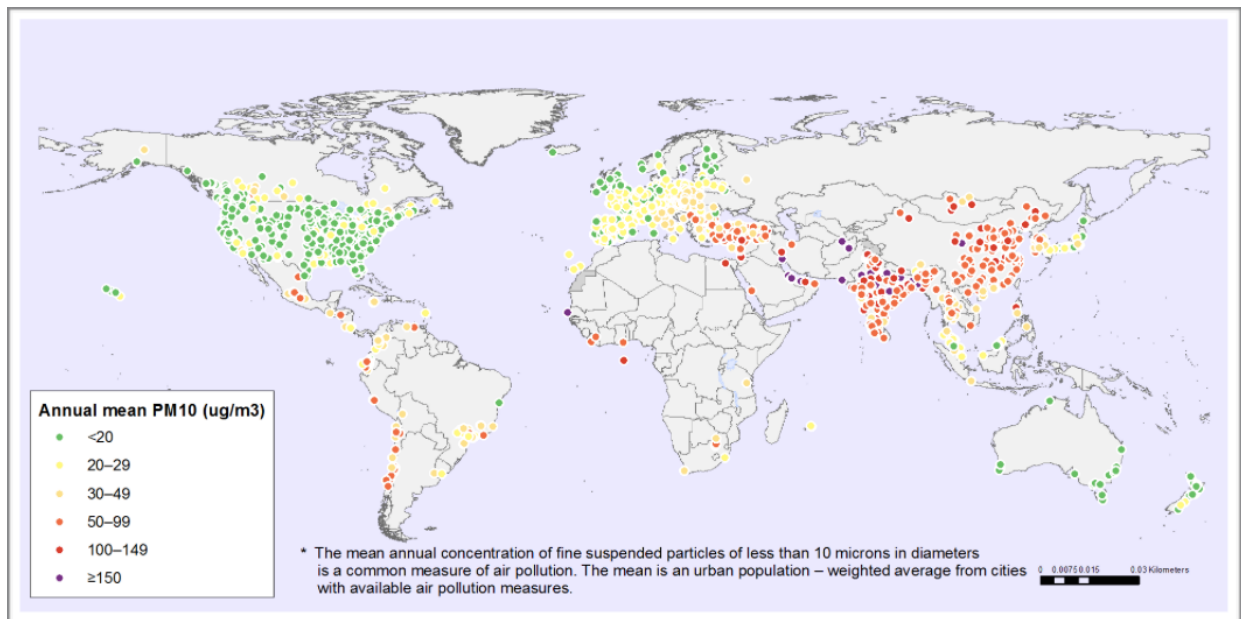 Annual mean PM10 (ug/m3)
<20
20–29
30–49
50–99
100–149
≥150
* The mean annual concentration of fine suspended particles of less than 10 microns in diameters
is a common measure of air pollution. The mean is an urban population – weighted average from cities
with available air pollution measures.
0 0.0075 0.015 0.03 Kilometers